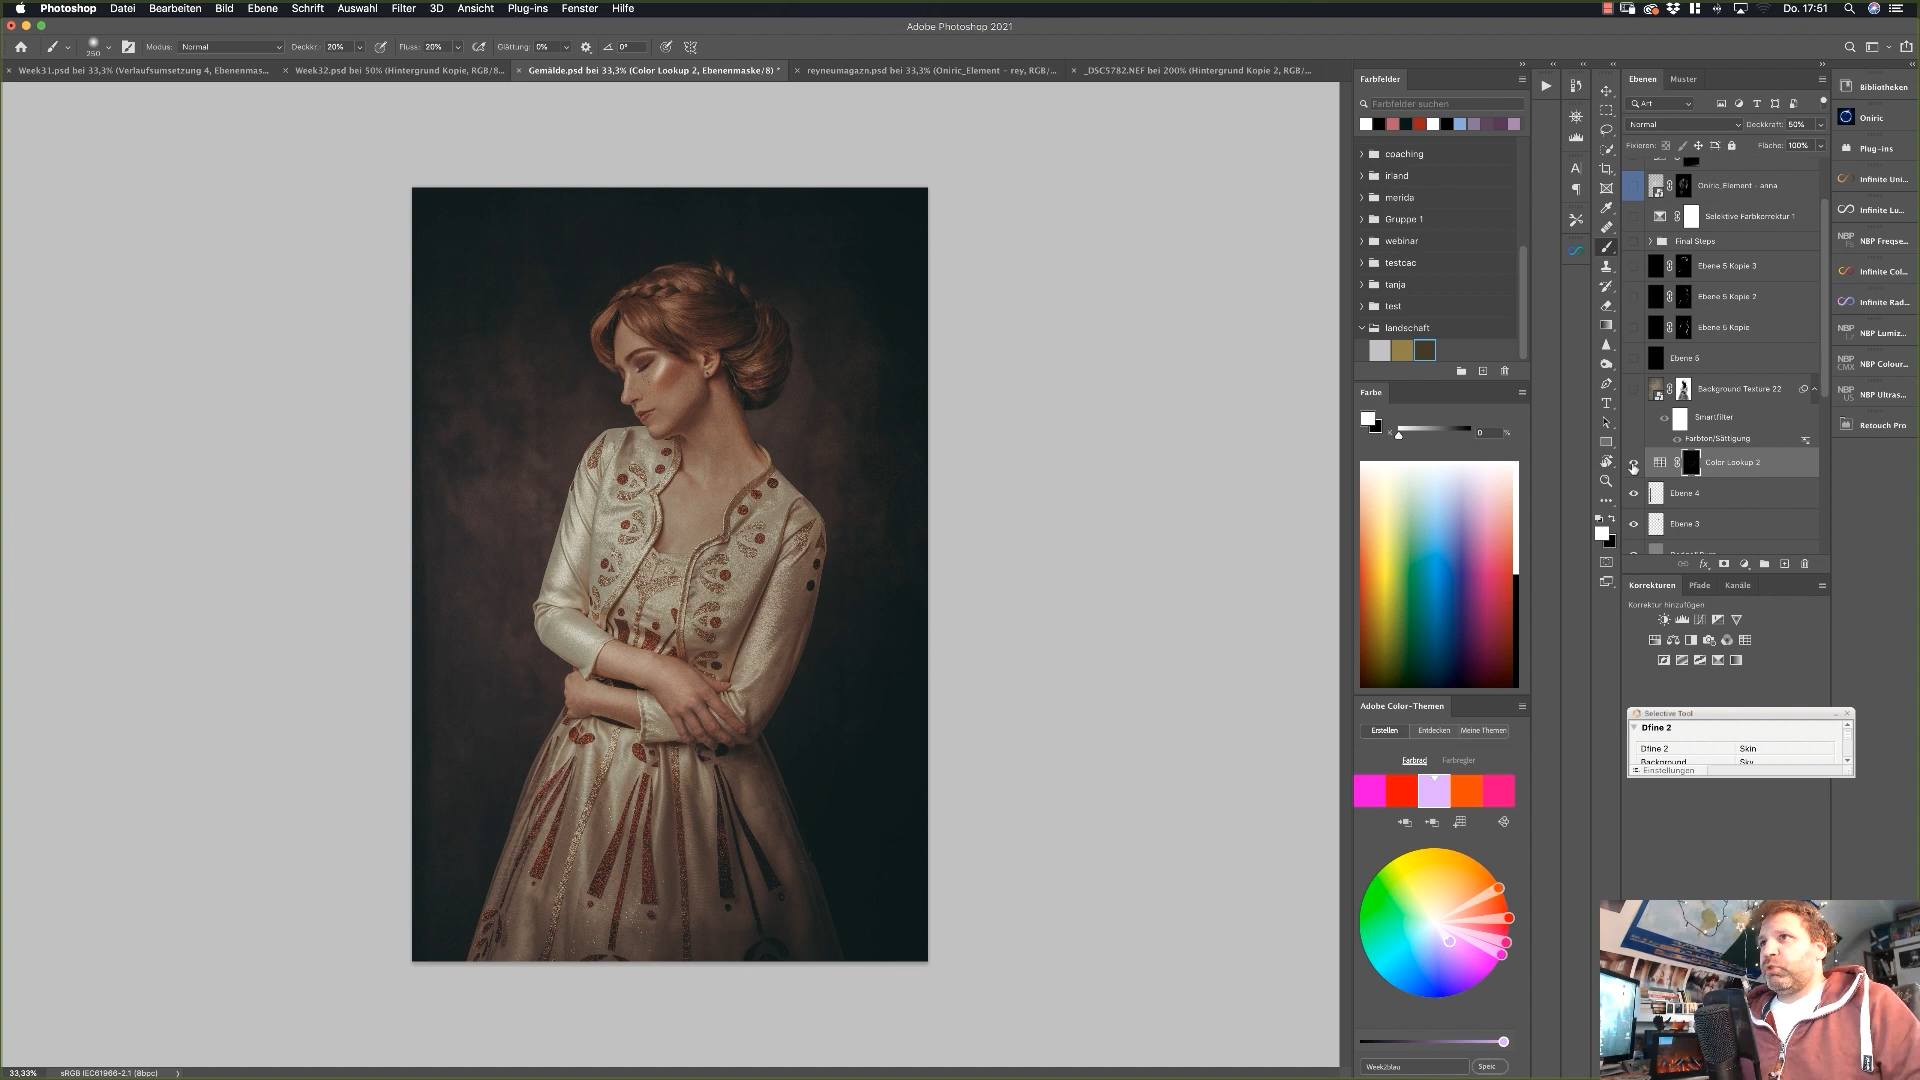 Photoshop Datei Bearbeiten Bild Ebene Schrift Auswahl Filter 3D Ansicht Plug-ins Fenster Hilfe Do. 17:51
Adobe Photoshop 2021
250 Modus: Normal Deckkr.: 20% Fluss: 20% Glättung: 0% 0°
Week31.psd bei 33,3% (Verlaufsumsetzung 4, Ebenenmas... Week32.psd bei 50% (Hintergrund Kopie, RGB/8... Gemälde.psd bei 33,3% (Color Lookup 2, Ebenenmaske/8) * reyneumagazn.psd bei 33,3% (Oniric_Element - rey, RGB/... _DSC5782.NEF bei 200% (Hintergrund Kopie 2, RGB/...
Farbfelder
Farbfelder suchen
coaching
irland
merida
Gruppe 1
webinar
testcac
tanja
test
landschaft
Farbe
K 0 %
Adobe Color-Themen
Erstellen Entdecken Meine Themen
Farbrad Farbregler
Week2blau Speic
Ebenen Muster
Art
Normal Deckkraft: 50%
Fixieren: Fläche: 100%
Oniric_Element - anna
Selektive Farbkorrektur 1
Final Steps
Ebene 5 Kopie 3
Ebene 5 Kopie 2
Ebene 5 Kopie
Ebene 5
Background Texture 22
Smartfilter
Farbton/Sättigung
Color Lookup 2
Ebene 4
Ebene 3
fx
Korrekturen Pfade Kanäle
Korrektur hinzufügen
Selective Tool
Dfine 2
Dfine 2 Skin
Background Sky
Einstellungen
Bibliotheken
Oniric
Plug-ins
Infinite Uni...
Infinite Lu...
NBP Freqse...
Infinite Col...
Infinite Rad...
NBP Lumiz...
NBP Colour...
NBP Ultras...
Retouch Pro
33,33% sRGB IEC61966-2.1 (8bpc)